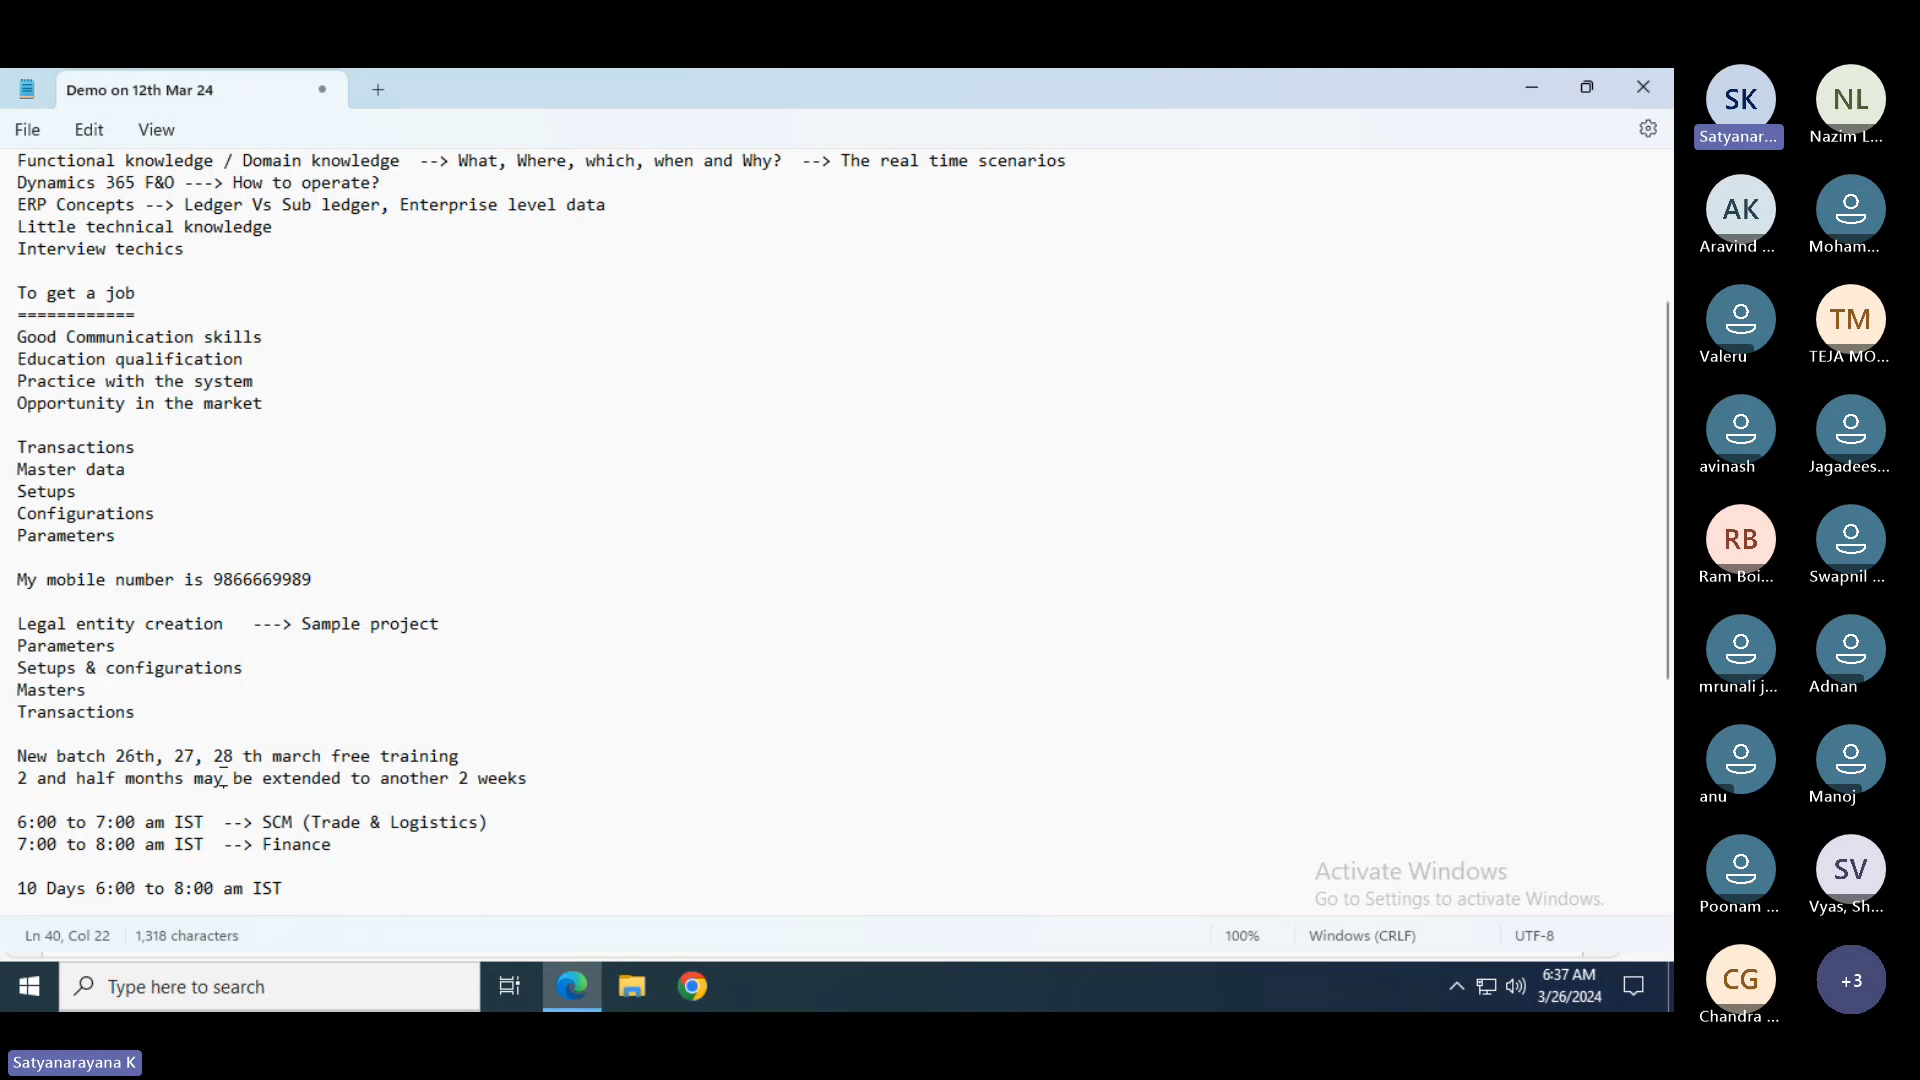 Demo on 12th Mar 24
File Edit View
Functional knowledge / Domain knowledge --> What, Where, which, when and Why? --> The real time scenarios
Dynamics 365 F&O ---> How to operate?
ERP Concepts --> Ledger Vs Sub ledger, Enterprise level data
Little technical knowledge
Interview techics
To get a job
============
Good Communication skills
Education qualification
Practice with the system
Opportunity in the market
Transactions
Master data
Setups
Configurations
Parameters
My mobile number is 9866669989
Legal entity creation ---> Sample project
Parameters
Setups & configurations
Masters
Transactions
New batch 26th, 27, 28 th march free training
2 and half months may be extended to another 2 weeks
6:00 to 7:00 am IST --> SCM (Trade & Logistics)
7:00 to 8:00 am IST --> Finance
10 Days 6:00 to 8:00 am IST
Activate Windows
Go to Settings to activate Windows.
Ln 40, Col 22 1,318 characters 100% Windows (CRLF) UTF-8
Type here to search
6:37 AM
3/26/2024
SK NL
Satyanar... Nazim L...
AK
Aravind ... Moham...
TM
Valeru TEJA MO...
avinash Jagadees...
RB
Ram Boi... Swapnil ...
mrunali j... Adnan
anu Manoj
SV
Poonam ... Vyas, Sh...
CG +3
Chandra ...
Satyanarayana K